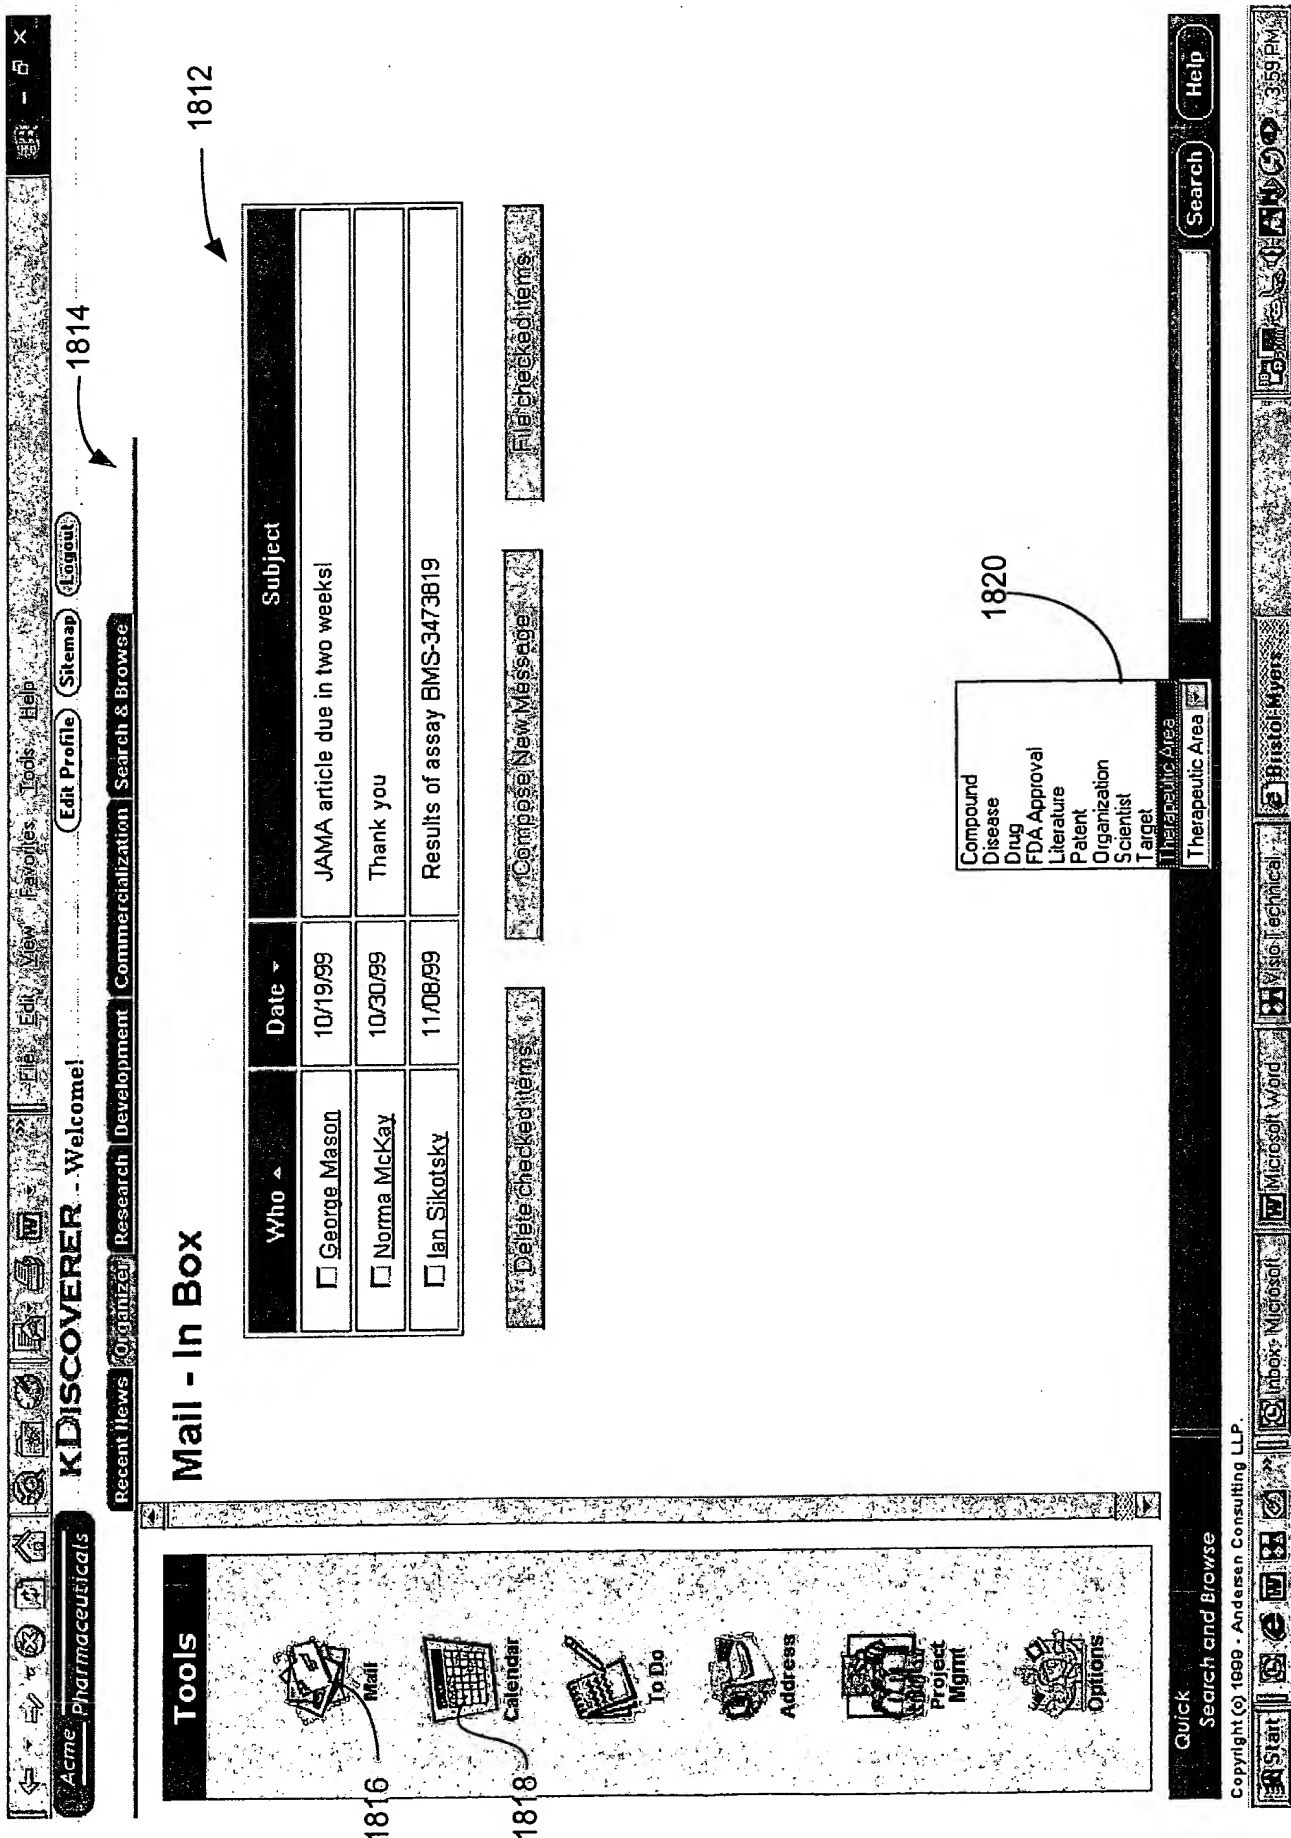 File Edit View Favorites Tools Help
Acme Pharmaceuticals
KDISCOVERER - Welcome!
Edit Profile Sitemap Logout
1814
Recent News Organizer Research Development Commercialization Search & Browse
Tools
Mail - In Box
1812
Who Date Subject
George Mason 10/19/99 JAMA article due in two weeks!
Norma McKay 10/30/99 Thank you
Ian Sikotsky 11/08/99 Results of assay BMS-3473819
Delete checked items Compose New Message File checked items
Mail
1816
Calendar
1818
To Do
Address
Project
Mgmt
Options
1820
Compound
Disease
Drug
FDA Approval
Literature
Patent
Organization
Scientist
Target
Therapeutic Area
Quick
Search and Browse
Therapeutic Area
Search Help
Copyright (c) 1999 - Andersen Consulting LLP.
Start Inbox - Microsoft... Microsoft Word Visio Technical Bristol-Myers 3:59 PM